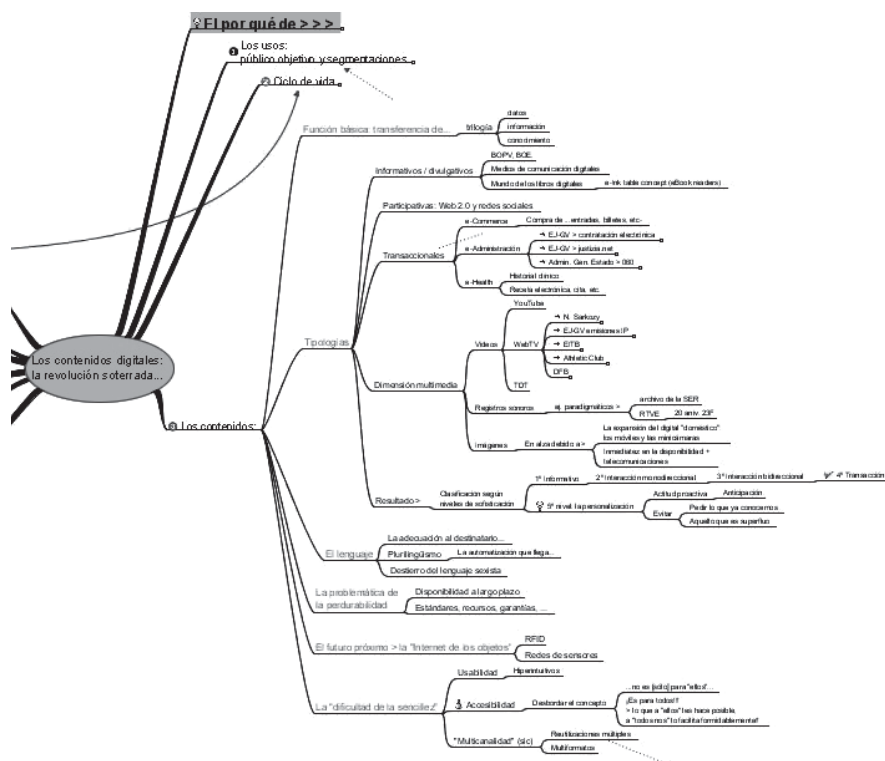 El por qué de > > >
Los usos:
público objetivo y segmentaciones
Ciclo de vida
Los contenidos digitales:
la revolución soterrada...
Los contenidos:
Función básica: transferencia de...
trilogía
datos
información
conocimiento
Tipologías
Informativos / divulgativos
BOPV, BOE,
Medios de comunicación digitales
Mundo de los libros digitales
e-Ink table concept (eBook readers)
Participativas: Web 2.0 y redes sociales
Transaccionales
e-Commerce
Compra de ...entradas, billetes, etc-
e-Administración
EJ-GV > contratación electrónica
EJ-GV > justizia.net
Admin. Gen. Estado > 060
e-Health
Historial clínico
Receta electrónica, cita, etc.
Dimensión multimedia
Videos
YouTube
WebTV
N. Sarkozy
EJ-GV emisiones IP
EITB
Athletic Club
DFB
TDT
Registros sonoros
ej. paradigmáticos >
archivo de la SER
RTVE
20 aniv. 23F
imágenes
En alza debido a >
La expansión del digital "doméstico":
los móviles y las minicámaras
Inmediatez en la disponibilidad +
telecomunicaciones
Resultado >
Clasificación según
niveles de sofisticación
1º Informativo
2º Interacción monodireccional
3º Interacción bidireccional
4º Transacción
5º nivel: la personalización
Actitud proactiva
Anticipación
Evitar
Pedir lo que ya conocemos
Aquello que es superfluo
El lenguaje
La adecuación al destinatario...
Plurilingüismo
La automatización que llega...
Destierro del lenguaje sexista
La problemática de
la perdurabilidad
Disponibilidad a largo plazo
Estándares, recursos, garantías, ...
El futuro próximo > la "Internet de los objetos"
RFID
Redes de sensores
La "dificultad de la sencillez"
Usabilidad
Hiperintuitivos
Accesibilidad
Desbordar el concepto
...no es [sólo] para "ellos"...
¡Es para todos!!!
> lo que a "ellos" les hace posible,
a "todos nos" lo facilita formidablemente!
"Multicanalidad" (sic)
Reutilizaciones múltiples
Multiformatos